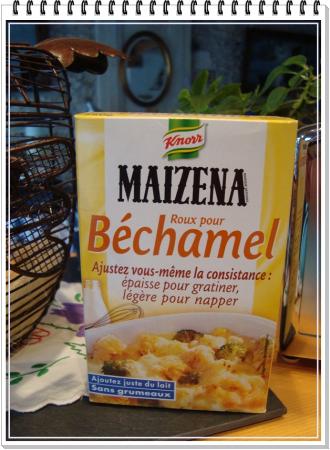 Knorr
MAIZENA
Roux pour
Béchamel
Ajustez vous-même la consistance :
épaisse pour gratiner,
légère pour napper
Ajoutez juste du lait
Sans grumeaux